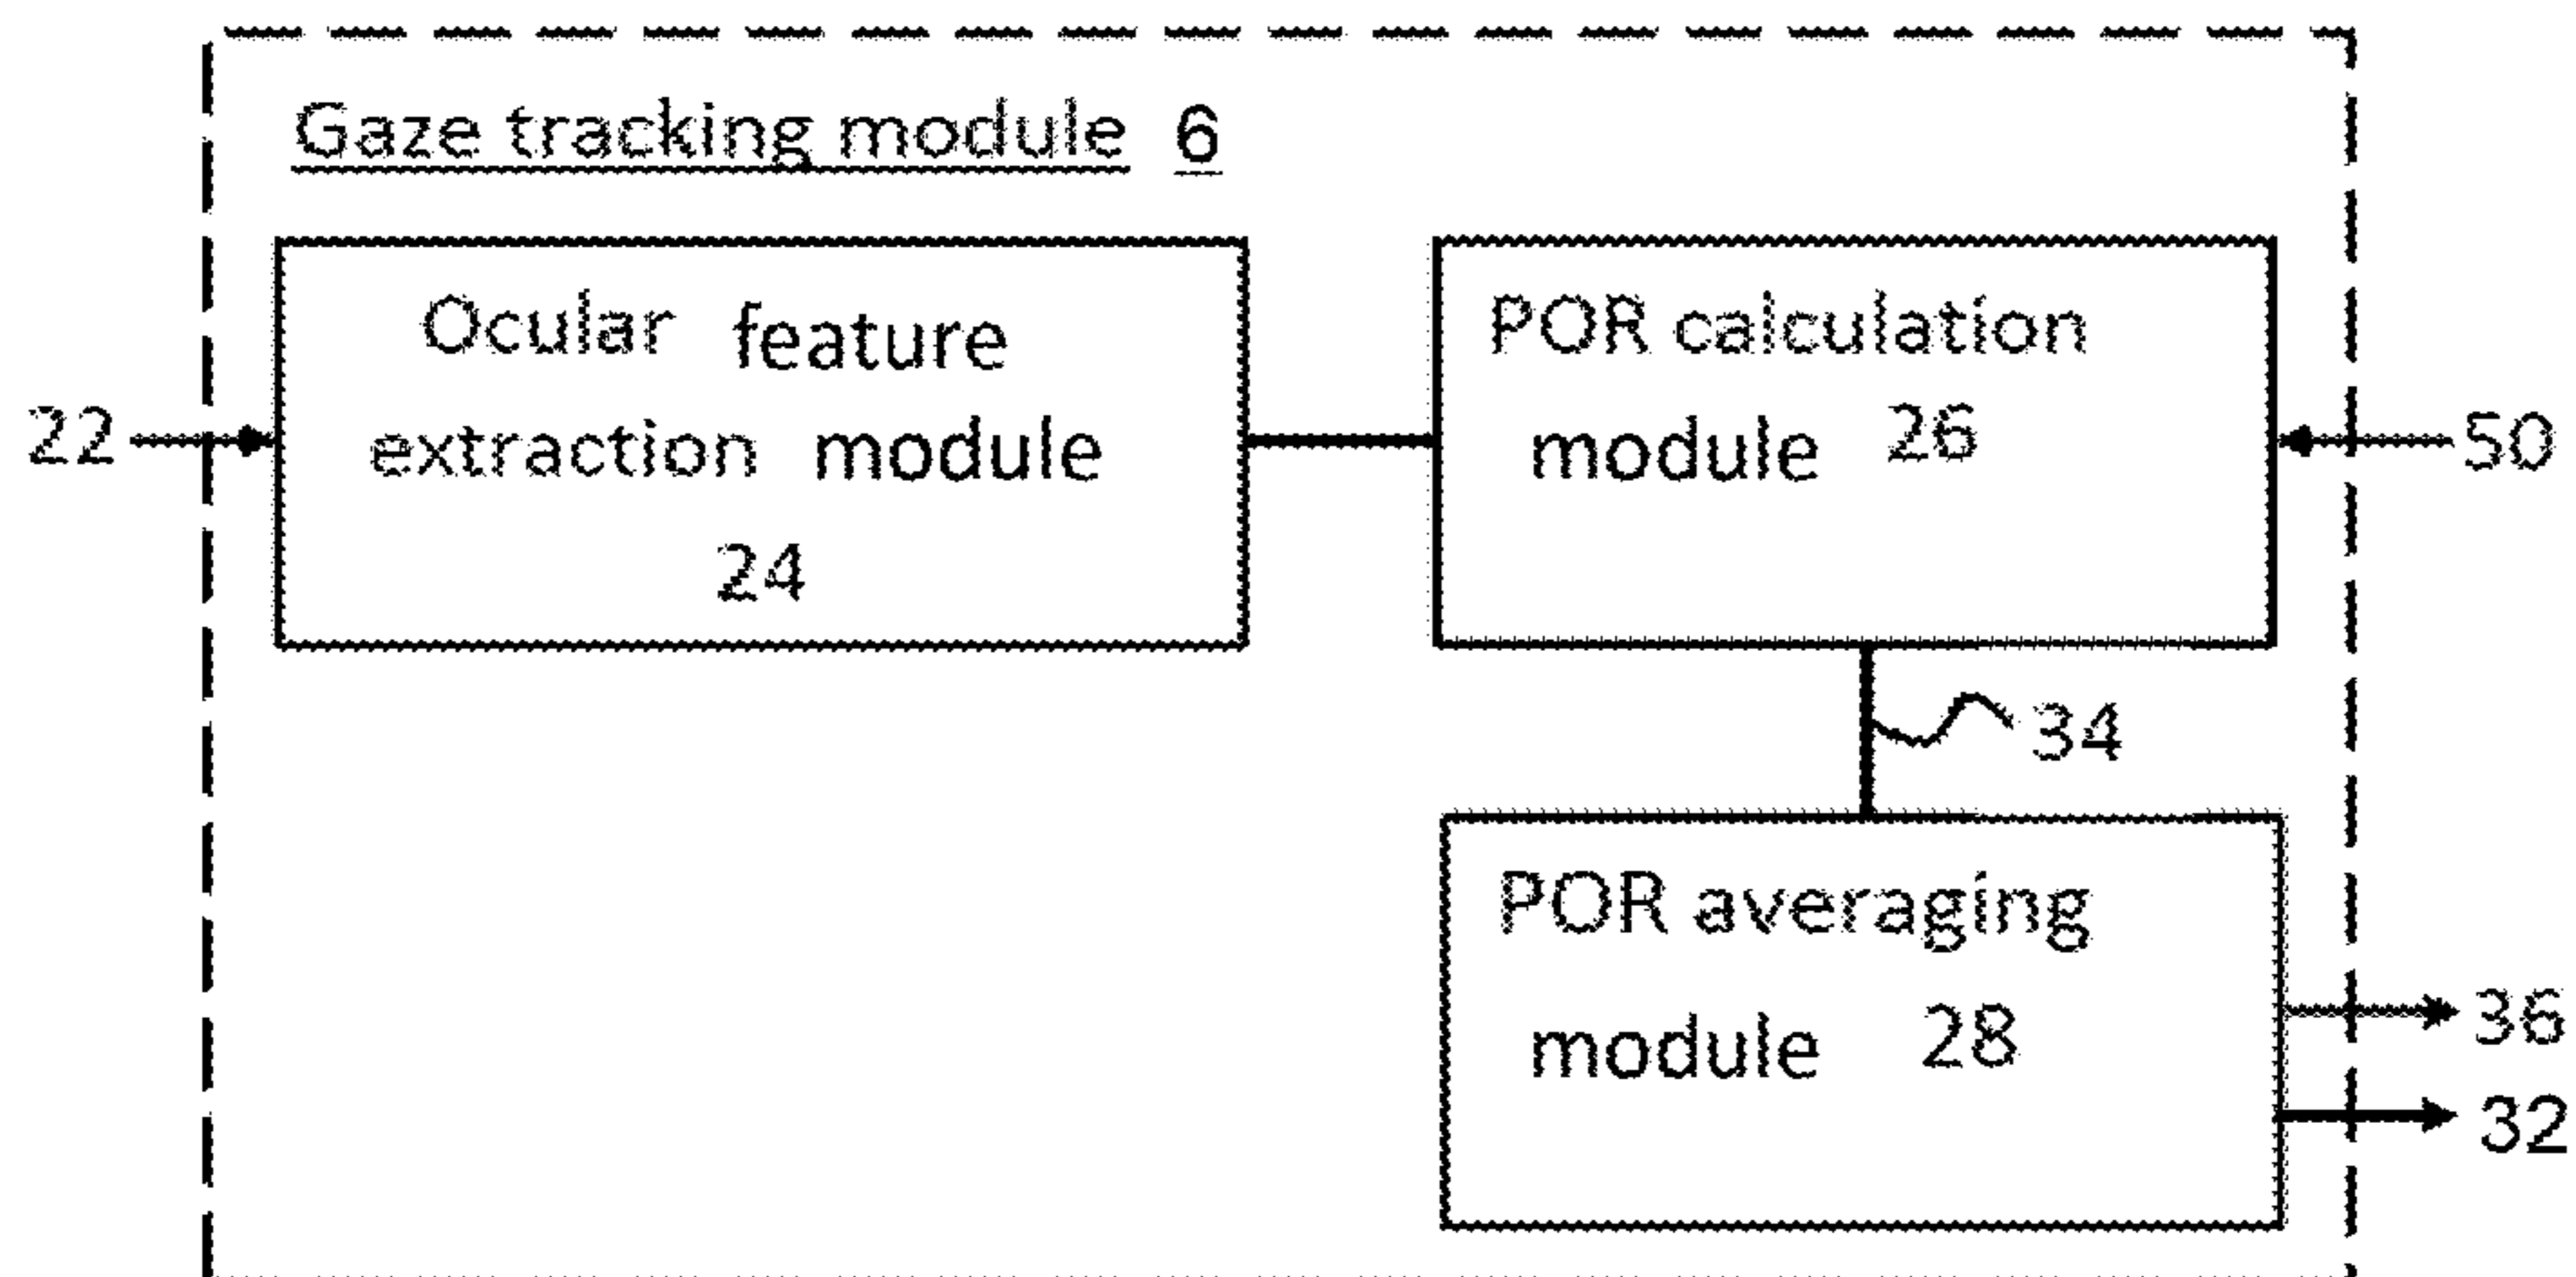 Gaze tracking module 6
Ocular feature
extraction module
24
POR calculation
module 26
22
50
34
POR averaging
module 28
36
32